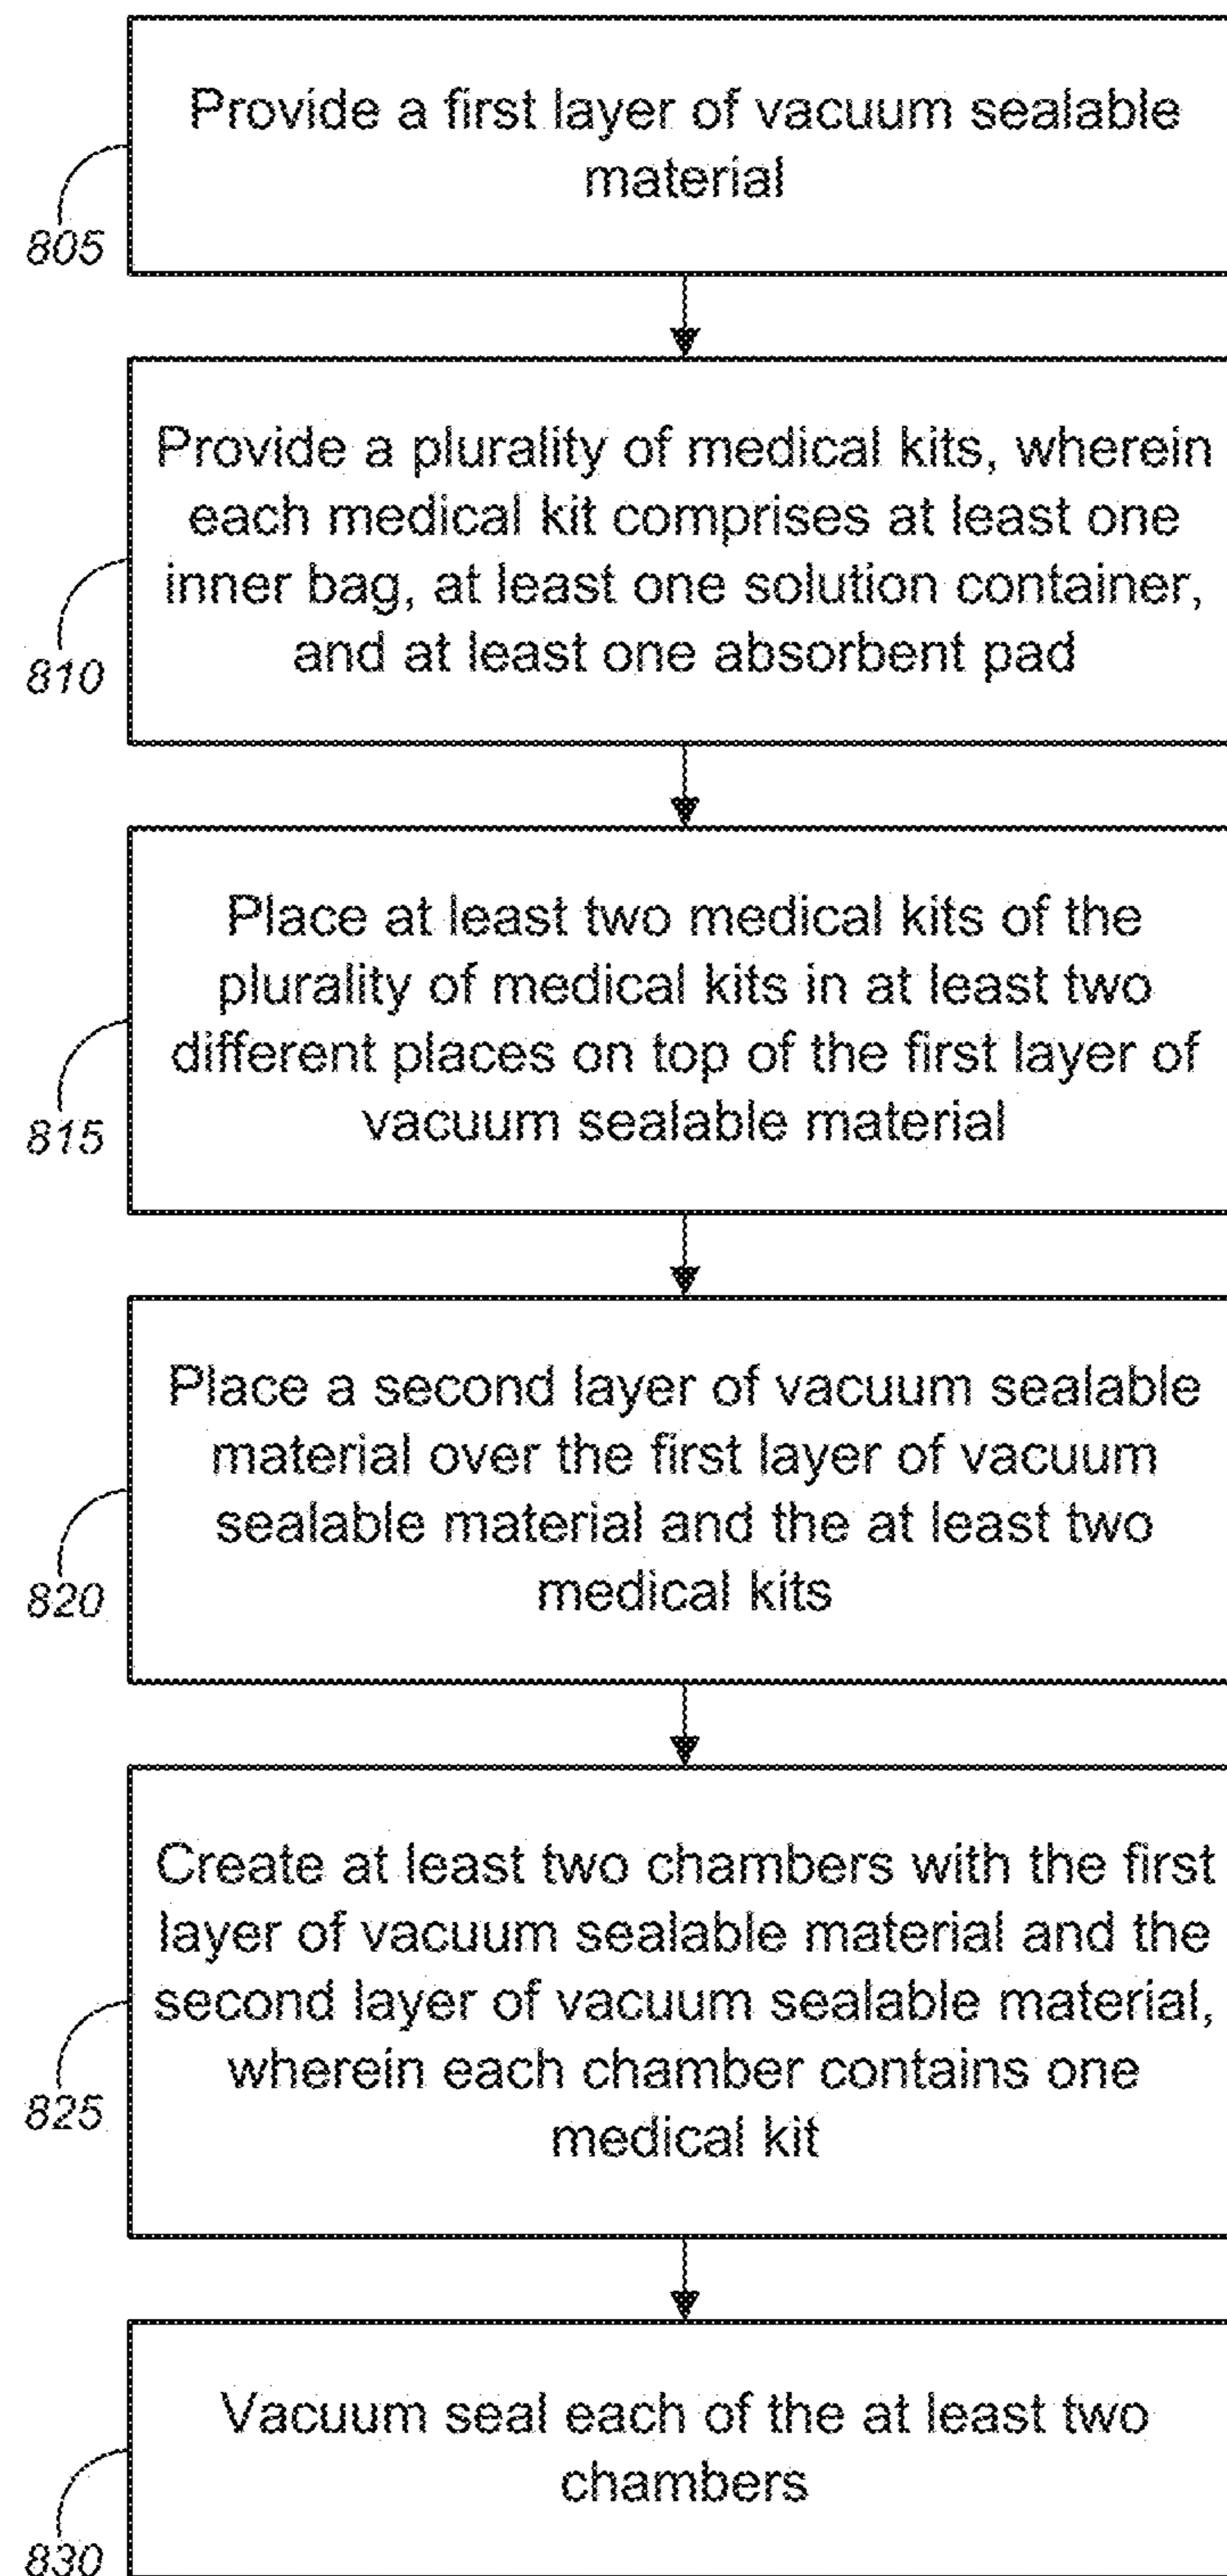 Provide a first layer of vacuum sealable
material
805
Provide a plurality of medical kits, wherein
each medical kit comprises at least one
inner bag, at least one solution container,
and at least one absorbent pad
810
Place at least two medical kits of the
plurality of medical kits in at least two
different places on top of the first layer of
vacuum sealable material
815
Place a second layer of vacuum sealable
material over the first layer of vacuum
sealable material and the at least two
medical kits
820
Create at least two chambers with the first
layer of vacuum sealable material and the
second layer of vacuum sealable material,
wherein each chamber contains one
medical kit
825
Vacuum seal each of the at least two
chambers
830